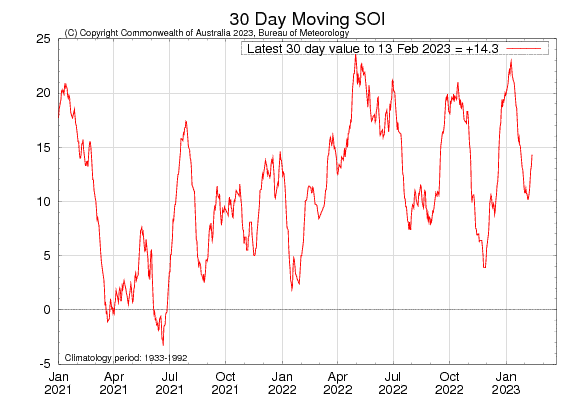 30 Day Moving SOI
(C) Copyright Commonwealth of Australia 2023, Bureau of Meteorology
Latest 30 day value to 13 Feb 2023 = +14.3
25
20
15
10
5
0
-5
Climatology period: 1933-1992
Jan Apr Jul Oct Jan Apr Jul Oct Jan
2021 2021 2021 2021 2022 2022 2022 2022 2023